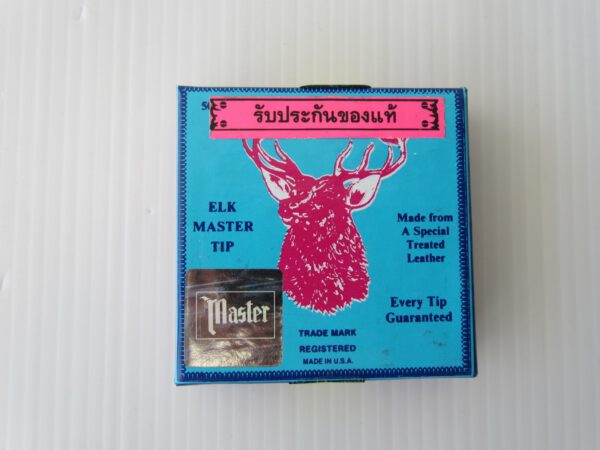 50
รับประกันของแท้
ELK
MASTER
TIP
Made from
A Special
Treated
Leather
Every Tip
Guaranteed
Master
TRADE MARK
REGISTERED
MADE IN U.S.A.